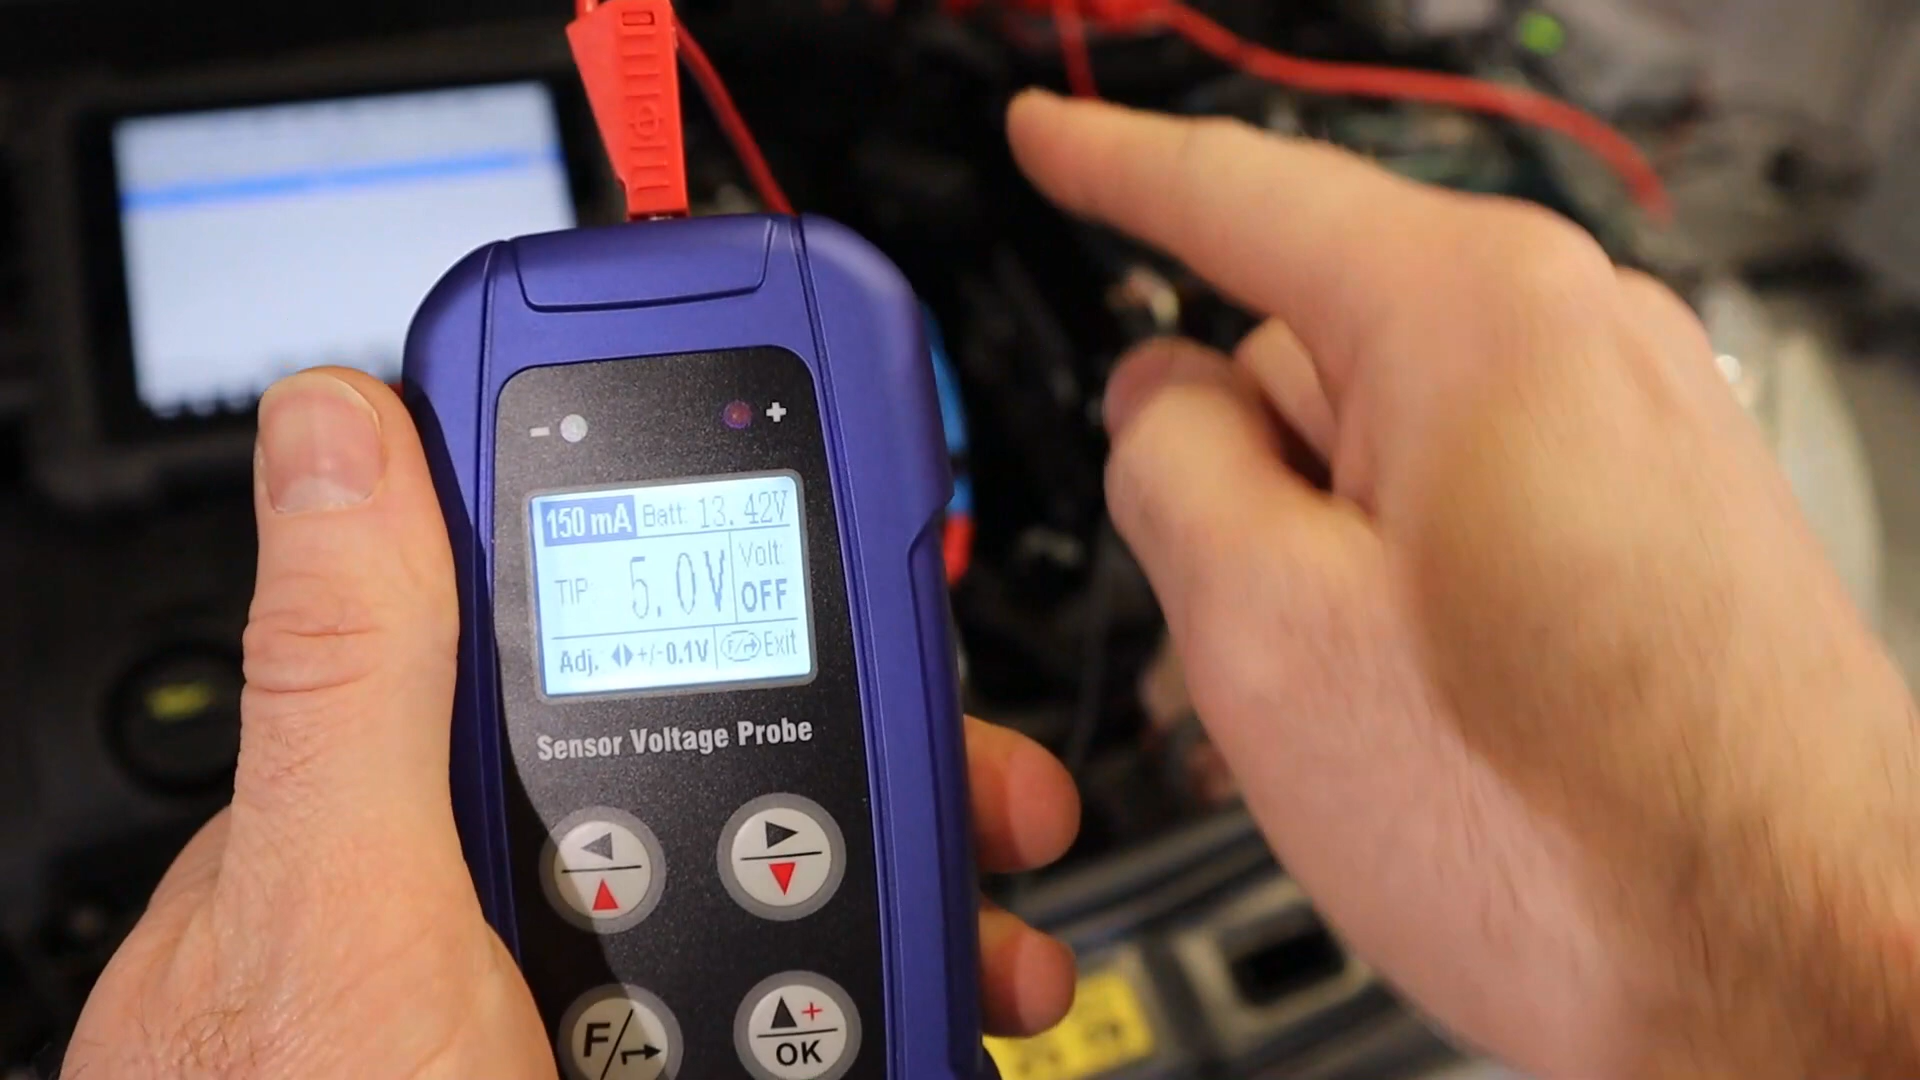 - +
150 mA Batt: 13.42V
TIP: 5.0V Volt:
OFF
Adj. ◀▶+/-0.1V F/↱ Exit
Sensor Voltage Probe
F/↱
▲+
OK